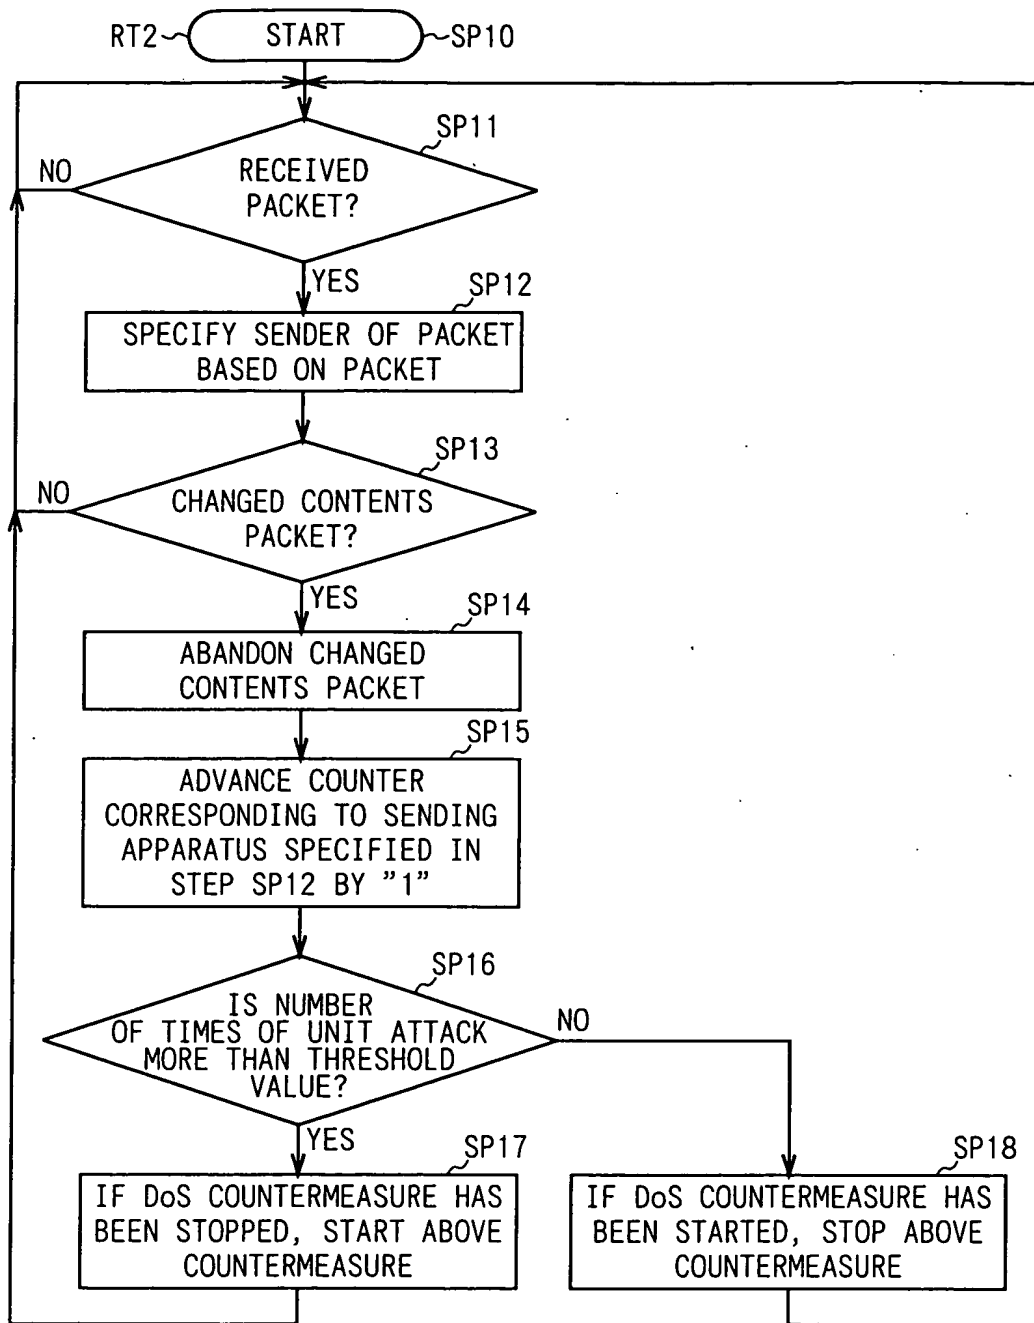 RT2
START
SP10
SP11
NO
RECEIVED
PACKET?
YES
SP12
SPECIFY SENDER OF PACKET
BASED ON PACKET
SP13
NO
CHANGED CONTENTS
PACKET?
YES
SP14
ABANDON CHANGED
CONTENTS PACKET
SP15
ADVANCE COUNTER
CORRESPONDING TO SENDING
APPARATUS SPECIFIED IN
STEP SP12 BY "1"
SP16
IS NUMBER
OF TIMES OF UNIT ATTACK
MORE THAN THRESHOLD
VALUE?
NO
YES
SP17
IF DoS COUNTERMEASURE HAS
BEEN STOPPED, START ABOVE
COUNTERMEASURE
SP18
IF DoS COUNTERMEASURE HAS
BEEN STARTED, STOP ABOVE
COUNTERMEASURE